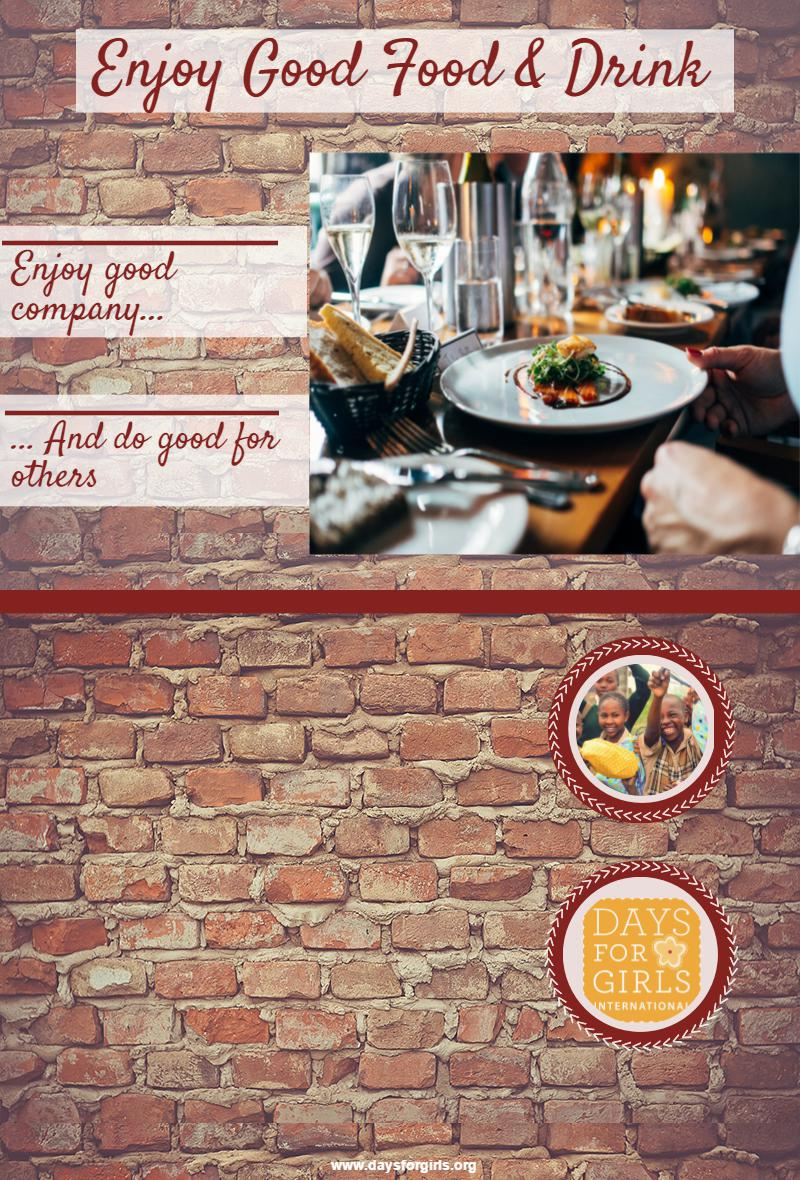 Enjoy Good Food & Drink
Enjoy good
company...
... And do good for
others
DAYS
FOR
GIRLS
INTERNATIONAL
www.daysforgirls.org